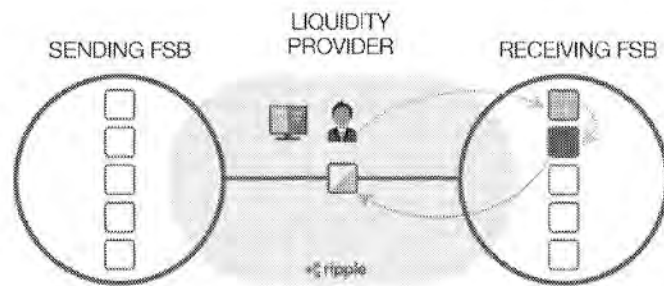 LIQUIDITY
PROVIDER
SENDING FSB
RECEIVING FSB
ripple